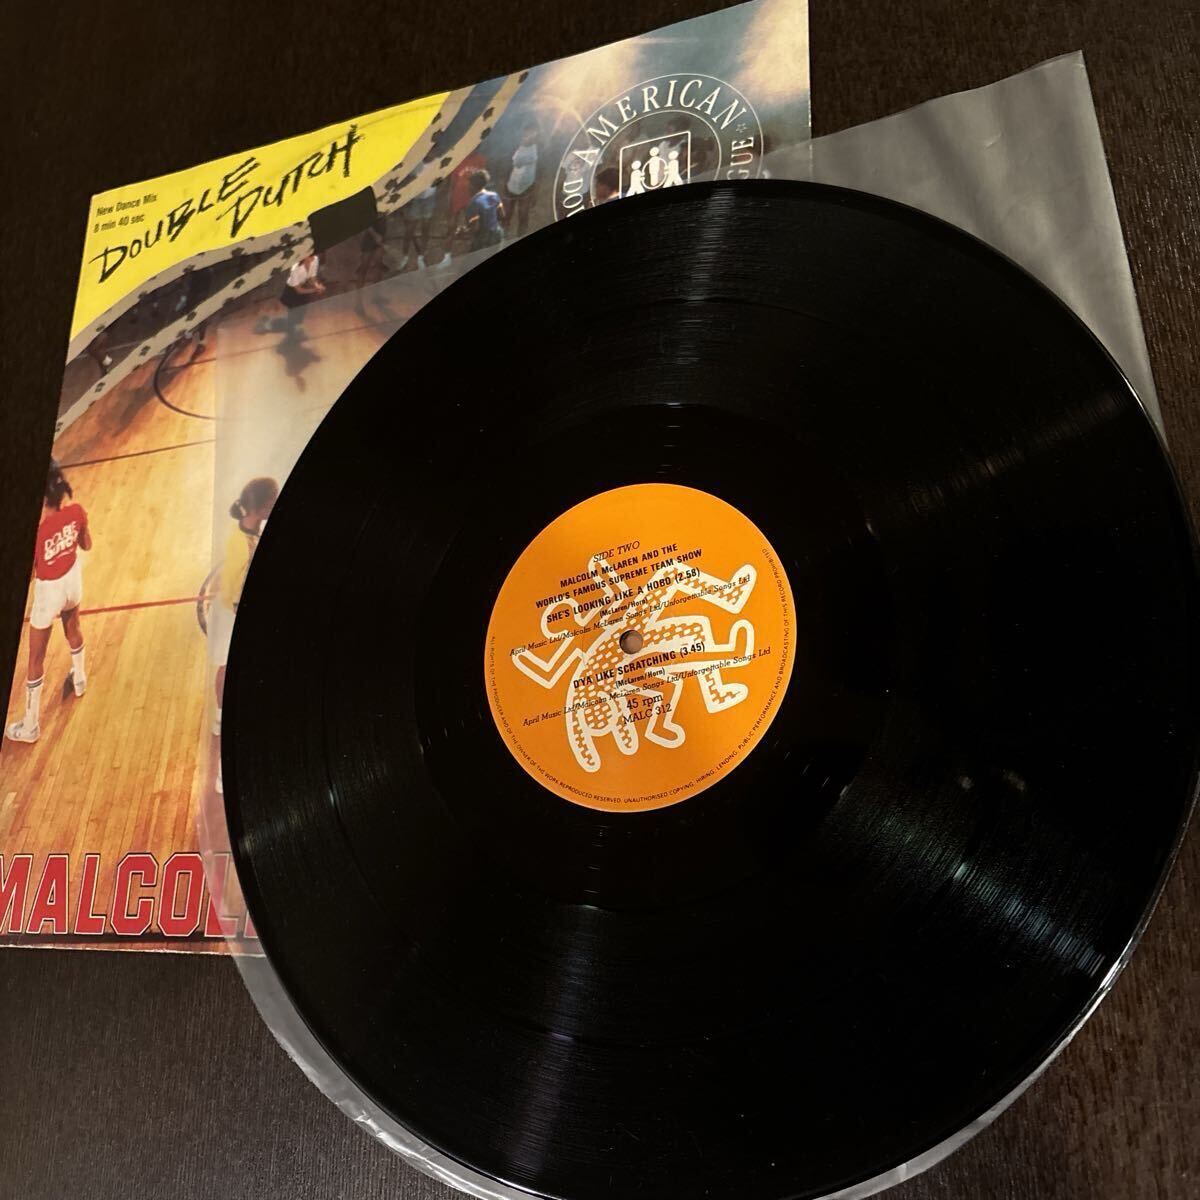 New Dance Mix
8 min 40 sec
DOUBLE
DUTCH
AMERICAN
DOUBLE
DUTCH
SIDE TWO
MALCOLM McLAREN AND THE
WORLD'S FAMOUS SUPREME TEAM SHOW
SHE'S LOOKING LIKE A HOBO (2.58)
(McLaren/Horn)
April Music Ltd/Malcolm McLaren Songs Ltd/Unforgettable Songs Ltd
D'YA LIKE SCRATCHING (3.45)
(McLaren/Horn)
April Music Ltd/Malcolm McLaren Songs Ltd/Unforgettable Songs Ltd
45 rpm
MALC 312
ALL RIGHTS OF THE PRODUCER AND OF THE OWNER OF THE WORK REPRODUCED RESERVED. UNAUTHORISED COPYING, HIRING, LENDING, PUBLIC PERFORMANCE AND BROADCASTING OF THIS RECORD PROHIBITED